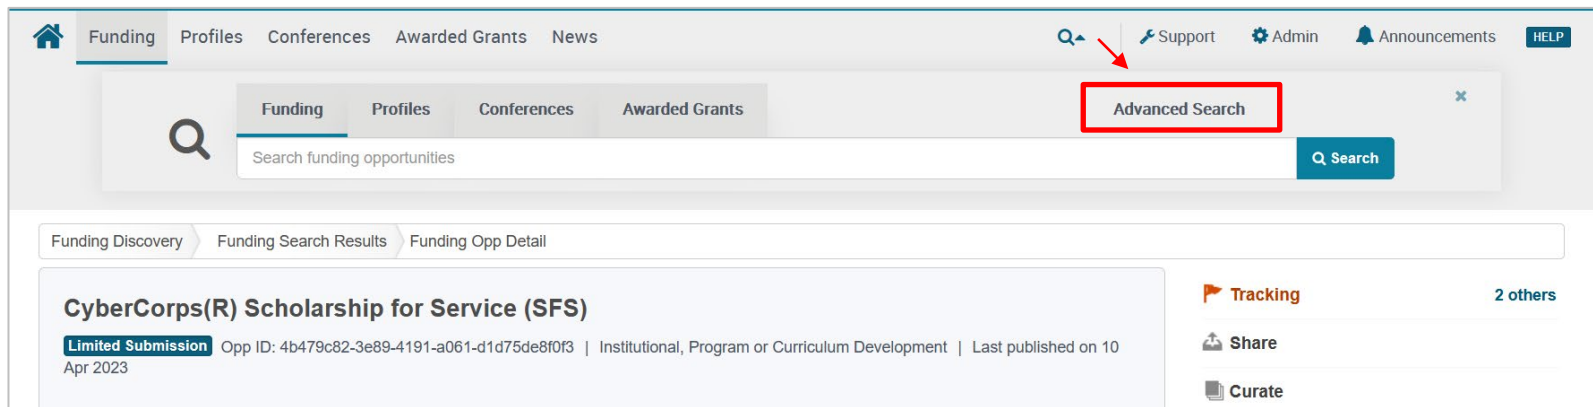 Funding Profiles Conferences Awarded Grants News Support Admin Announcements HELP
Funding Profiles Conferences Awarded Grants Advanced Search
Search funding opportunities Search
Funding Discovery Funding Search Results Funding Opp Detail
CyberCorps(R) Scholarship for Service (SFS)
Limited Submission Opp ID: 4b479c82-3e89-4191-a061-d1d75de8f0f3 | Institutional, Program or Curriculum Development | Last published on 10
Apr 2023
Tracking 2 others
Share
Curate